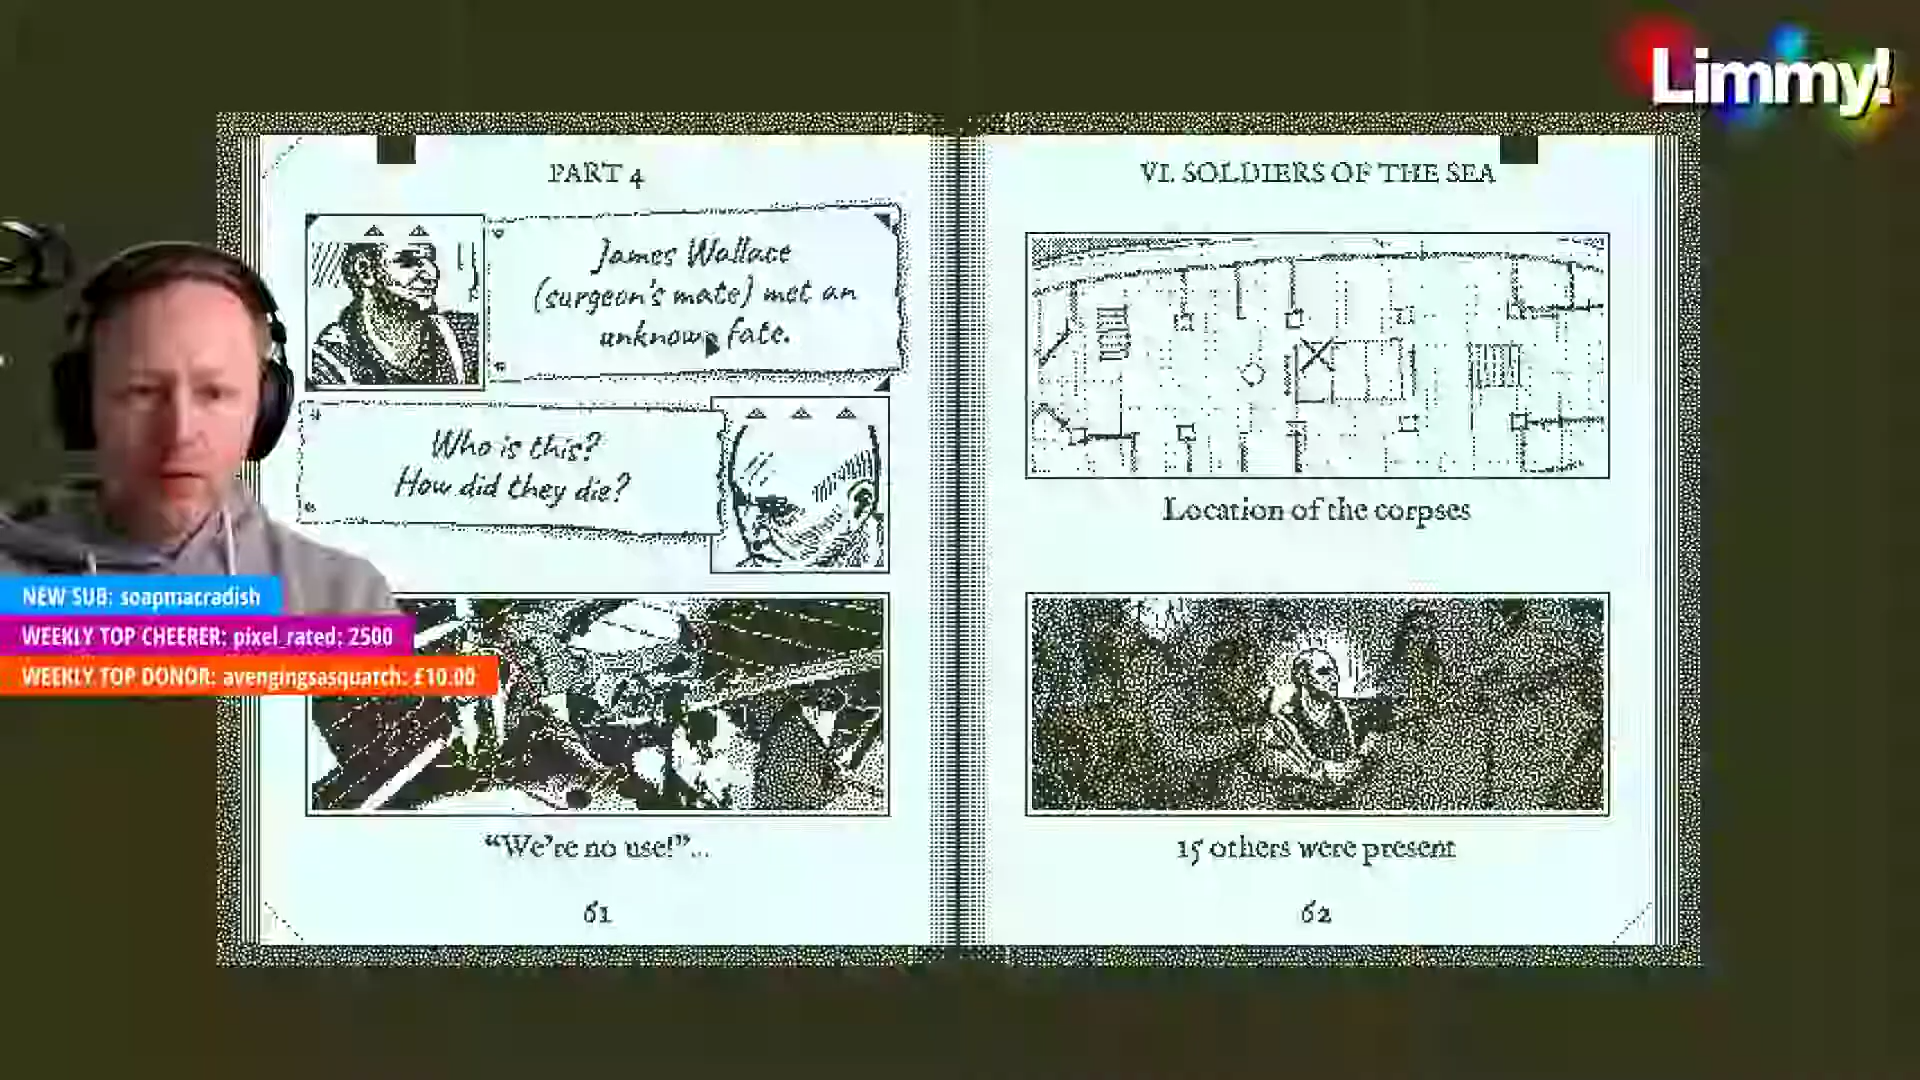 Limmy!
PART 4
James Wallace
(surgeon's mate) met an
unknown fate.
Who is this?
How did they die?
"We're no use!"...
61
VI. SOLDIERS OF THE SEA
Location of the corpses
15 others were present
62
NEW SUB: soapmacradish
WEEKLY TOP CHEERER: pixel_rated: 2500
WEEKLY TOP DONOR: avengingsasquatch: £10.00